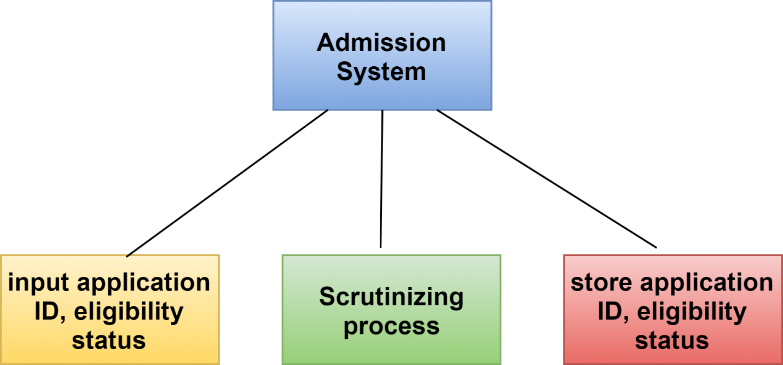 Admission
System
input application
ID, eligibility
status
Scrutinizing
process
store application
ID, eligibility
status